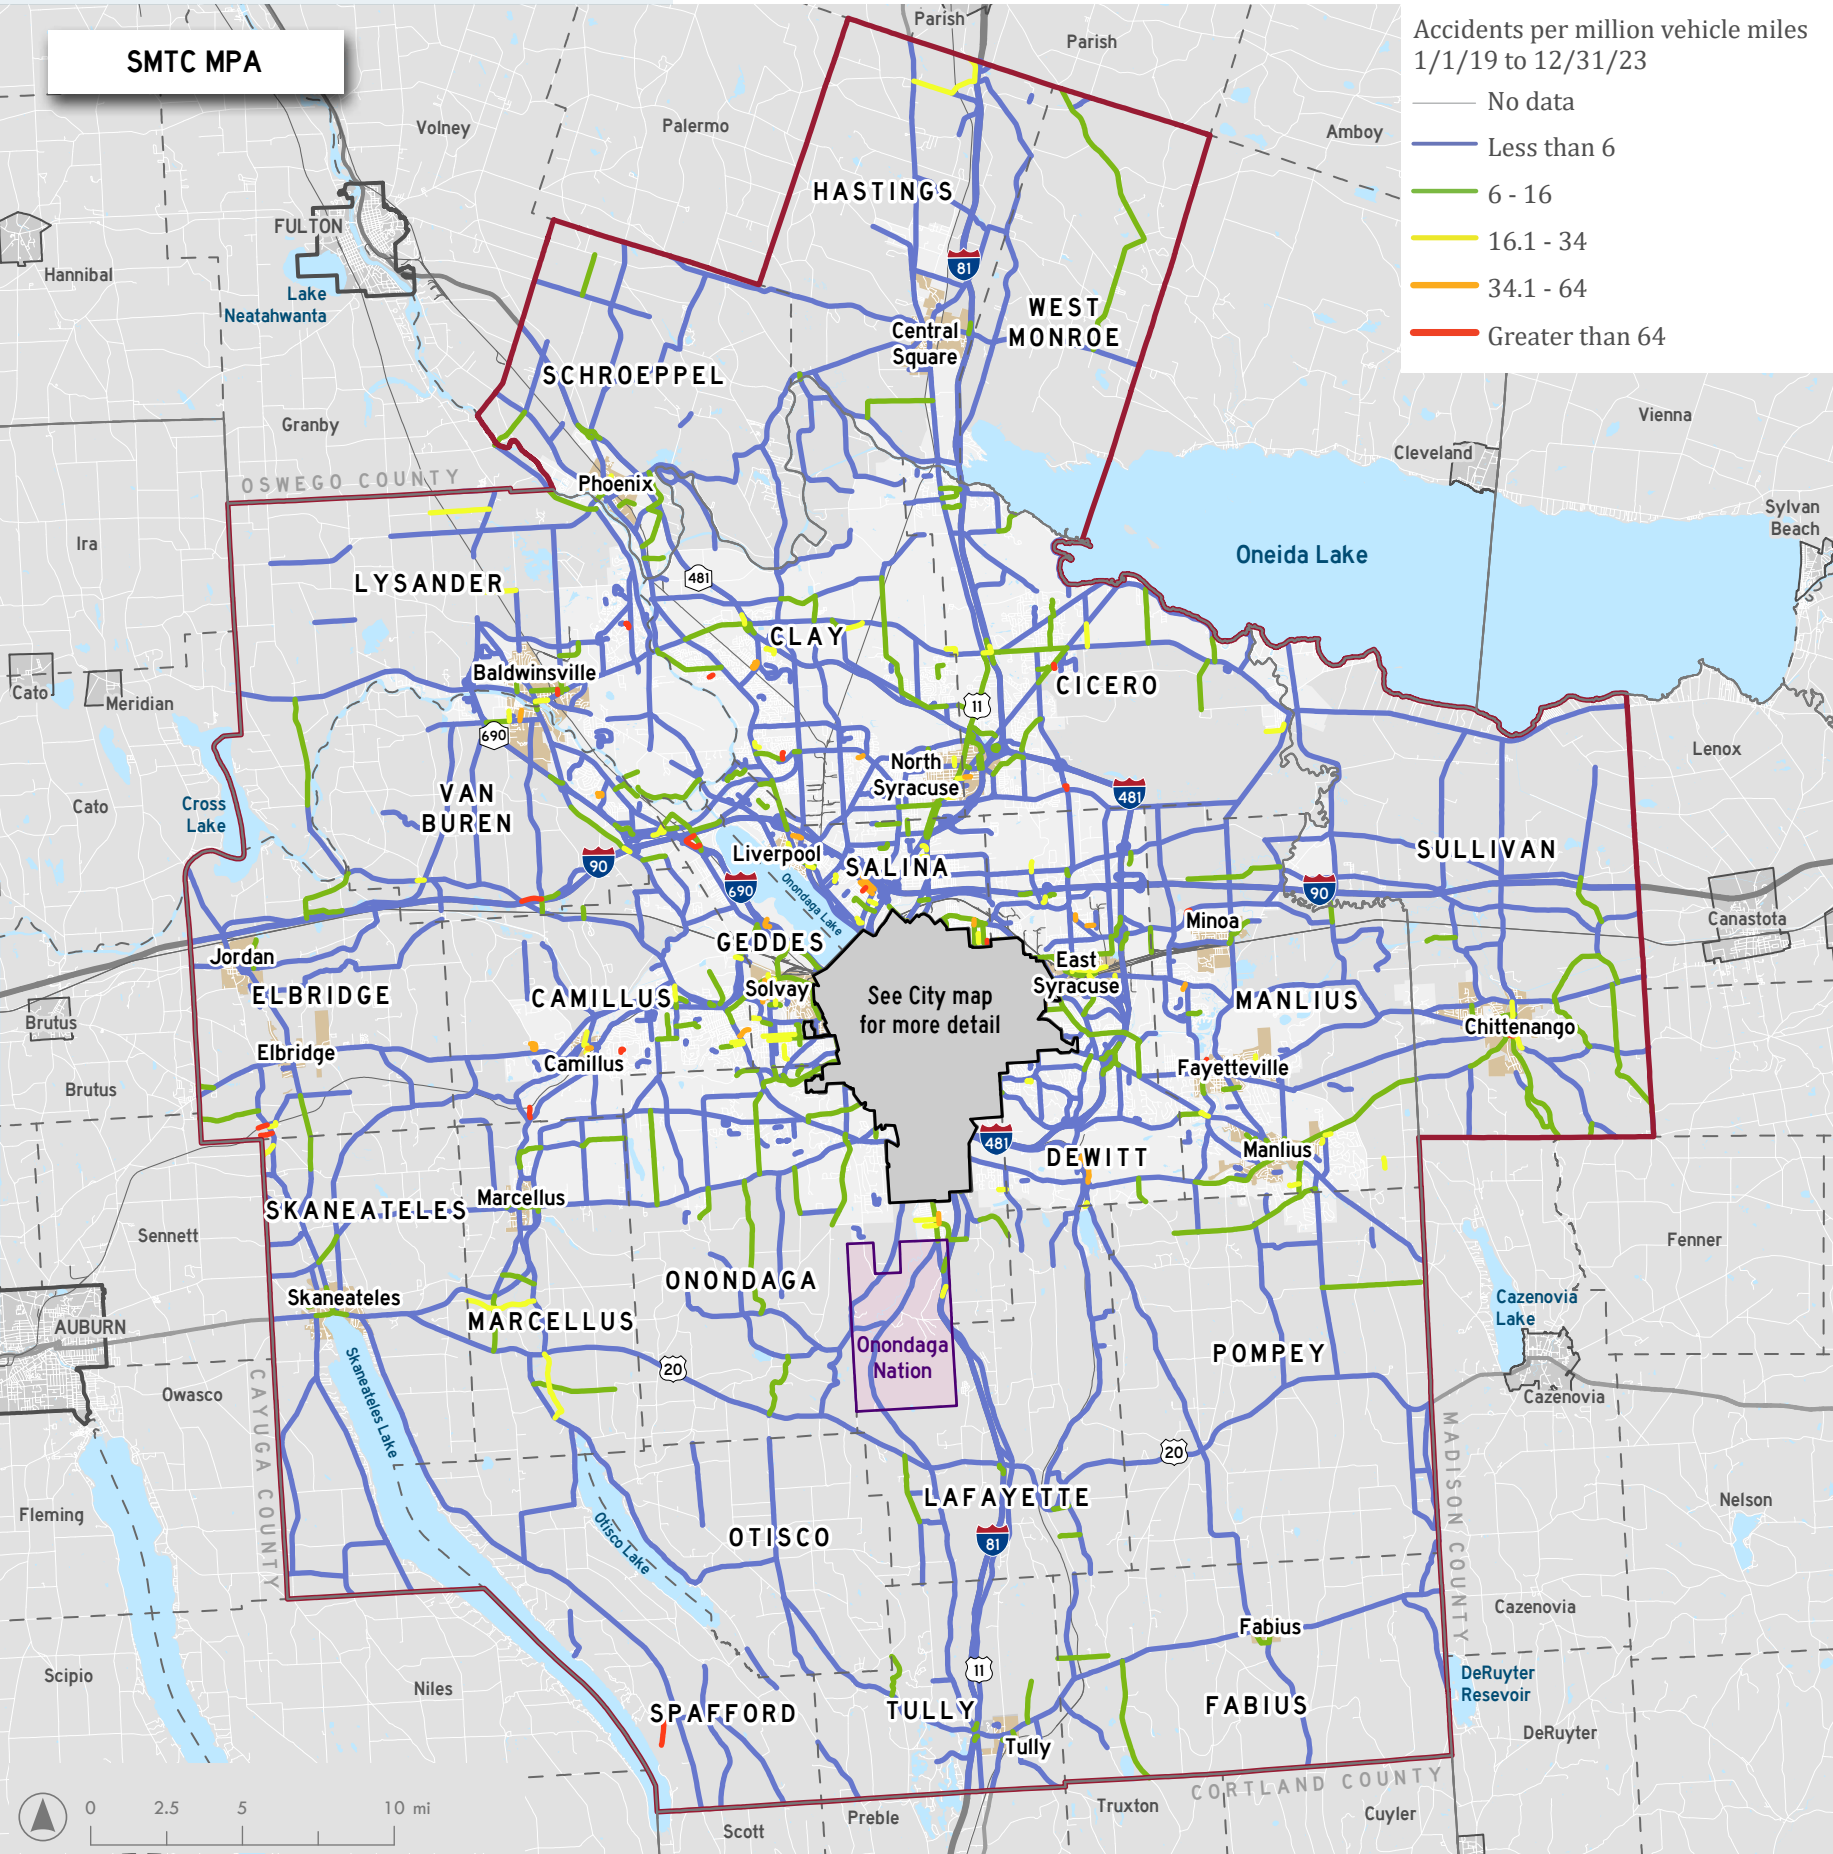 SMTC MPA
Accidents per million vehicle miles
1/1/19 to 12/31/23
No data
Less than 6
6 - 16
16.1 - 34
34.1 - 64
Greater than 64
Parish
Parish
Volney
Palermo
Amboy
HASTINGS
FULTON
Hannibal
81
Lake
Neatahwanta
WEST
MONROE
Central
Square
SCHROEPPEL
Granby
Vienna
Cleveland
OSWEGO COUNTY
Phoenix
Sylvan
Beach
Ira
Oneida Lake
LYSANDER
481
CLAY
Baldwinsville
CICERO
Cato
Meridian
11
690
Lenox
North
Syracuse
VAN
BUREN
481
Cato
Cross
Lake
Liverpool
SALINA
SULLIVAN
90
690
90
Onondaga Lake
Minoa
Canastota
GEDDES
Jordan
East
Syracuse
Solvay
See City map
for more detail
ELBRIDGE
CAMILLUS
MANLIUS
Brutus
Chittenango
Elbridge
Camillus
Fayetteville
Brutus
481
DEWITT
Manlius
Marcellus
SKANEATELES
Sennett
Fenner
ONONDAGA
Skaneateles
Cazenovia
Lake
AUBURN
MARCELLUS
Onondaga
Nation
POMPEY
20
Skaneateles Lake
Owasco
Cazenovia
CAYUGA COUNTY
MADISON COUNTY
20
LAFAYETTE
Fleming
Nelson
OTISCO
Otisco Lake
81
Cazenovia
Fabius
Scipio
Niles
11
DeRuyter
Resevoir
SPAFFORD
TULLY
FABIUS
DeRuyter
Tully
CORTLAND COUNTY
0 2.5 5 10 mi
Preble
Truxton
Cuyler
Scott